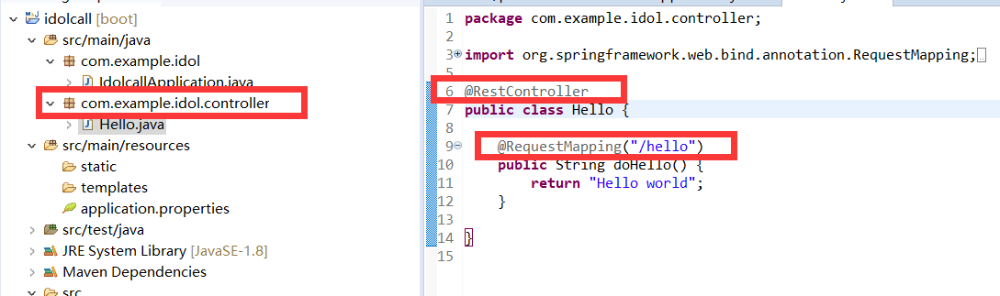 idolcall [boot]
src/main/java
com.example.idol
IdolcallApplication.java
com.example.idol.controller
Hello.java
src/main/resources
static
templates
application.properties
src/test/java
JRE System Library [JavaSE-1.8]
Maven Dependencies
src
1 package com.example.idol.controller;
2
3 import org.springframework.web.bind.annotation.RequestMapping;
5
6 @RestController
7 public class Hello {
8
9 @RequestMapping("/hello")
10 public String doHello() {
11 return "Hello world";
12 }
13
14 }
15